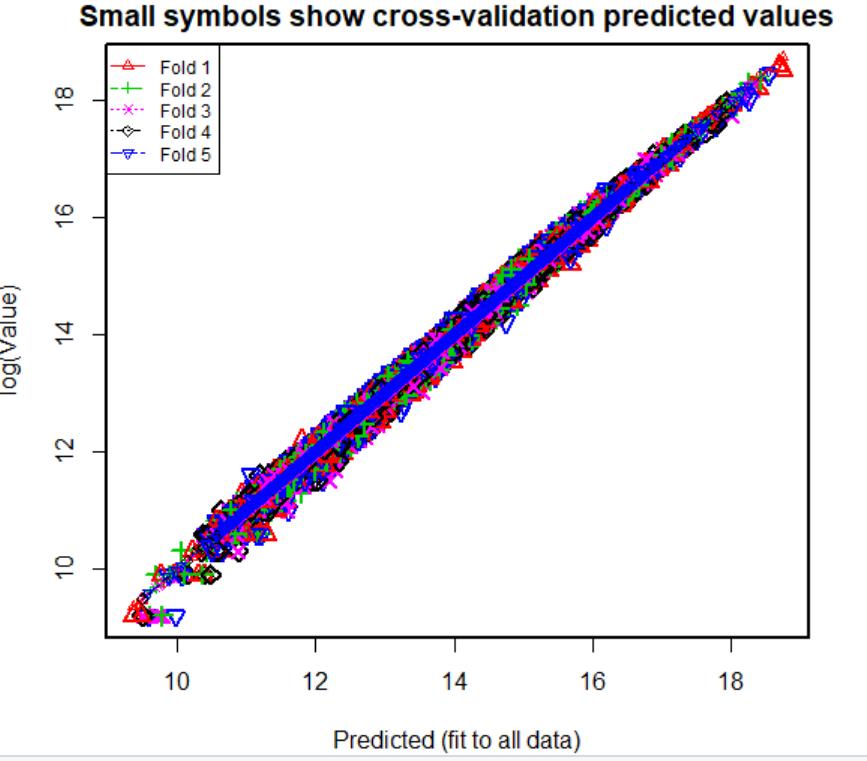 Small symbols show cross-validation predicted values
Fold 1
Fold 2
Fold 3
Fold 4
Fold 5
18
16
14
12
10
log(Value)
10 12 14 16 18
Predicted (fit to all data)